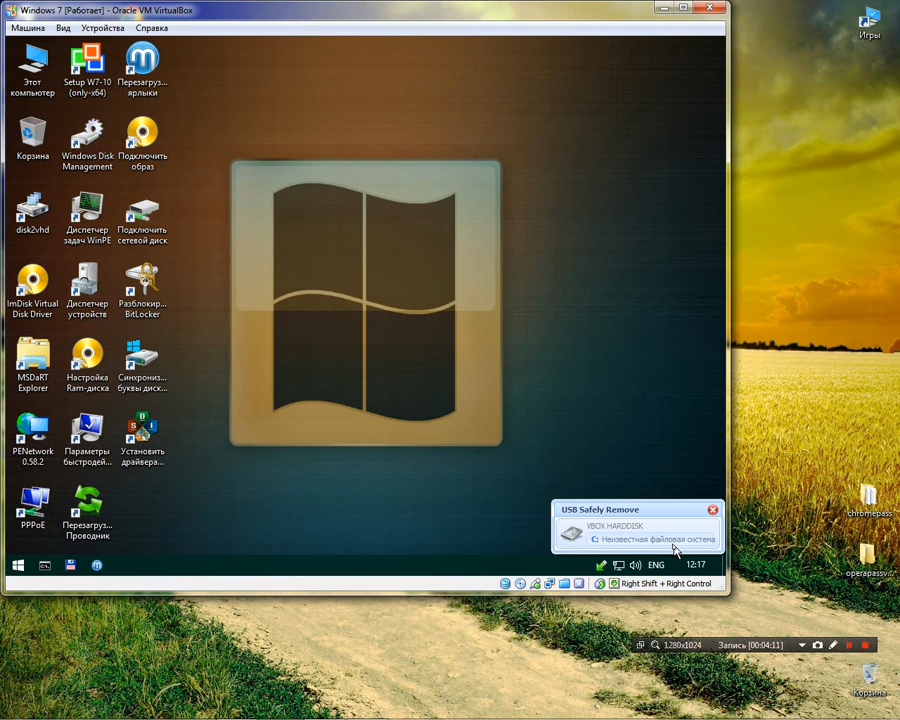 Windows 7 [Работает] - Oracle VM VirtualBox
Машина Вид Устройства Справка
Игры
Этот
компьютер
Setup W7-10
(only-x64)
Перезагруз...
ярлыки
Корзина
Windows Disk
Management
Подключить
образ
disk2vhd
Диспетчер
задач WinPE
Подключить
сетевой диск
ImDisk Virtual
Disk Driver
Диспетчер
устройств
Разблокир...
BitLocker
MSDaRT
Explorer
Настройка
Ram-диска
Синхрониз...
буквы диск...
PENetwork
0.58.2
Параметры
быстродей...
S D I
Установить
драйвера...
PPPoE
Перезагруз...
Проводник
USB Safely Remove
VBOX HARDDISK
C: Неизвестная файловая система
ENG 12:17
Right Shift + Right Control
chromepass
operapassv...
1280x1024 Запись [00:04:11]
Корзина